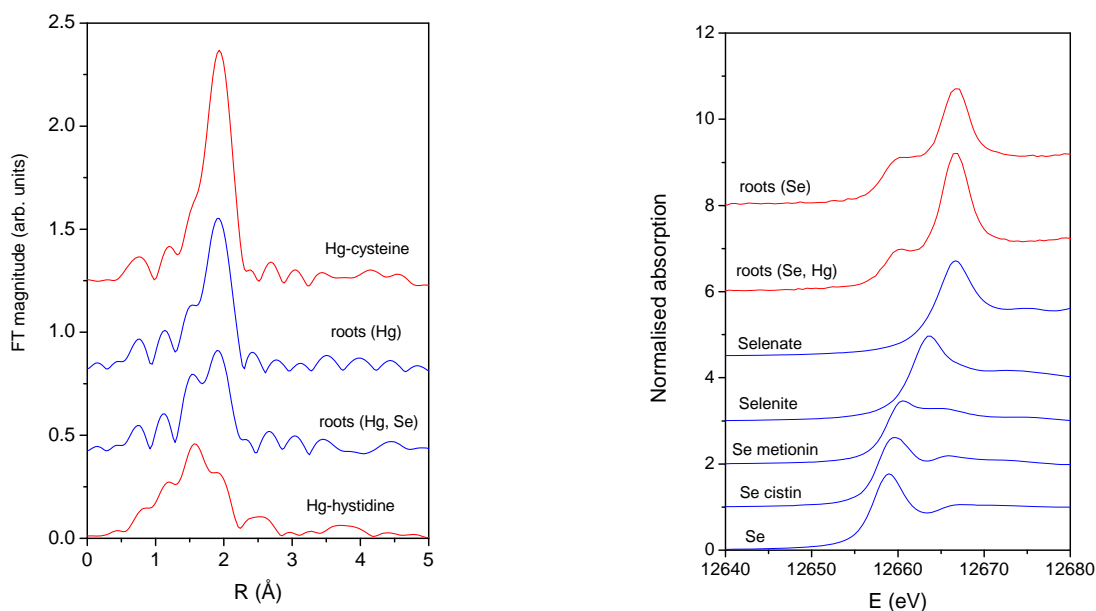 2.5
2.0
1.5
1.0
0.5
0.0
FT magnitude (arb. units)
Hg-cysteine
roots (Hg)
roots (Hg, Se)
Hg-hystidine
0 1 2 3 4 5
R (Å)
12
10
8
6
4
2
0
Normalised absorption
roots (Se)
roots (Se, Hg)
Selenate
Selenite
Se metionin
Se cistin
Se
12640 12650 12660 12670 12680
E (eV)